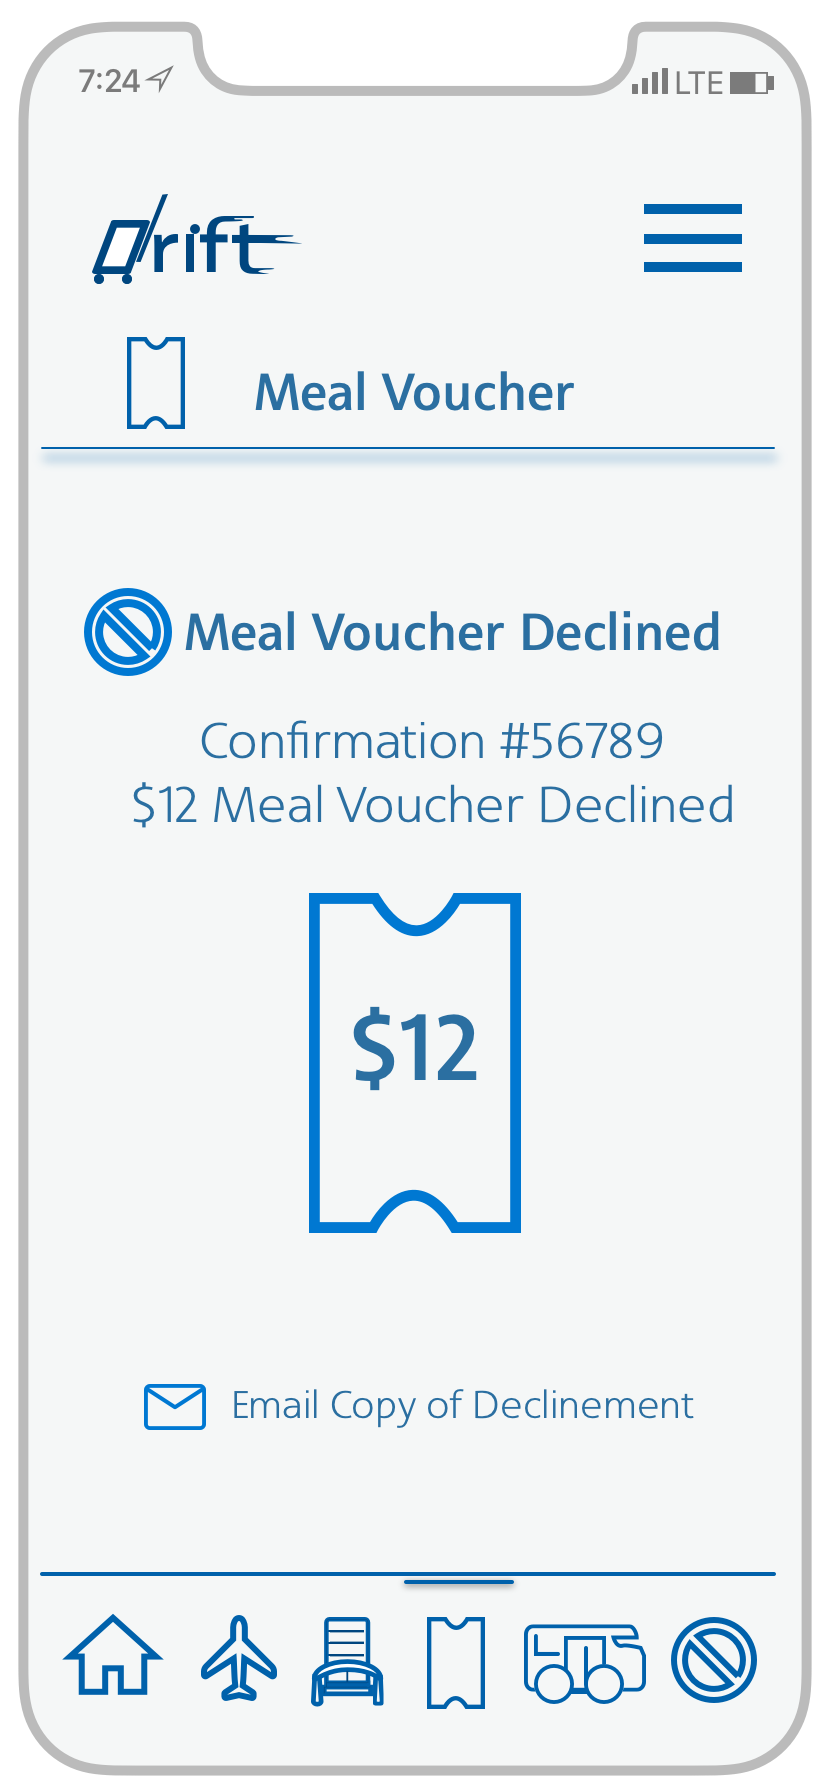 7:24 LTE
Drift
Meal Voucher
Meal Voucher Declined
Confirmation #56789
$12 Meal Voucher Declined
$12
Email Copy of Declinement